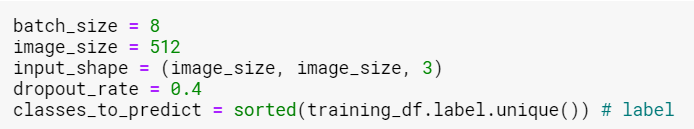 batch_size = 8
image_size = 512
input_shape = (image_size, image_size, 3)
dropout_rate = 0.4
classes_to_predict = sorted(training_df.label.unique()) # label